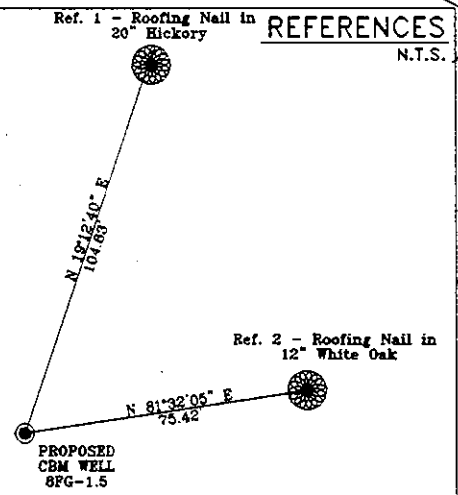 Ref. 1 - Roofing Nail in
20" Hickory
REFERENCES
N.T.S.
N 19°12'40" E
104.83'
Ref. 2 - Roofing Nail in
12" White Oak
N 81°32'05" E
75.42'
PROPOSED
CBM WELL
8FG-1.5